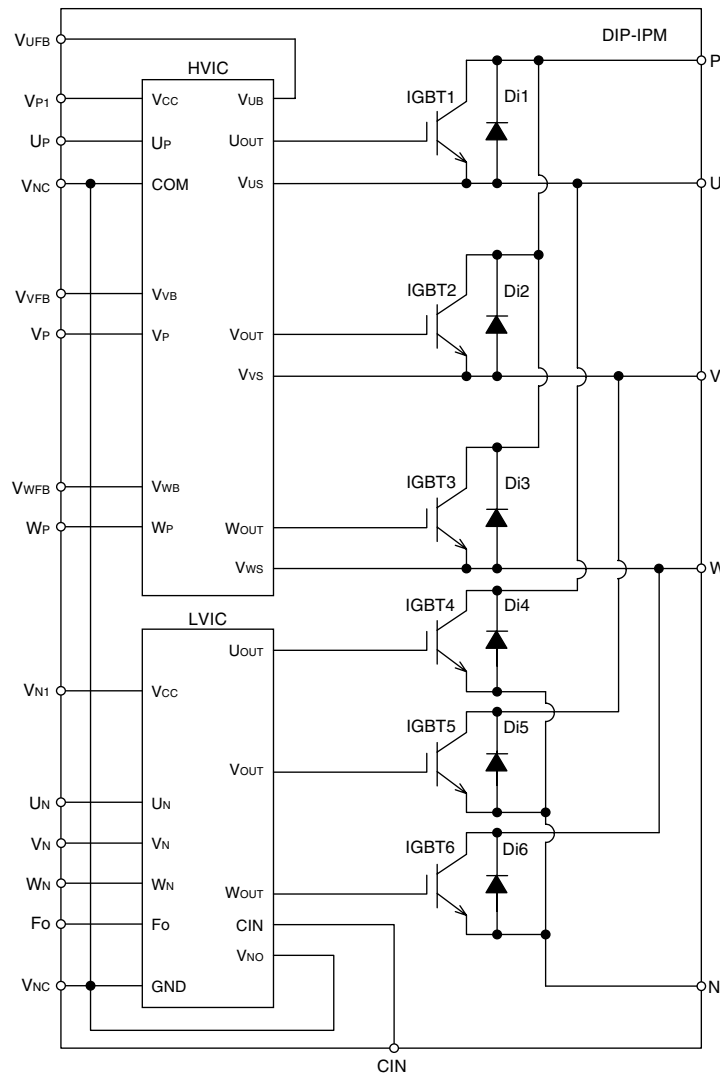 DIP-IPM
VUFB
HVIC
P
VP1
VCC
VUB
IGBT1
Di1
UP
UP
UOUT
VNC
COM
VUS
U
VVFB
VVB
IGBT2
Di2
VP
VP
VOUT
VVS
V
VWFB
VWB
IGBT3
Di3
WP
WP
WOUT
VWS
W
LVIC
IGBT4
Di4
UOUT
VN1
VCC
IGBT5
Di5
VOUT
UN
UN
VN
VN
IGBT6
Di6
WN
WN
WOUT
Fo
Fo
CIN
VNO
VNC
GND
N
CIN